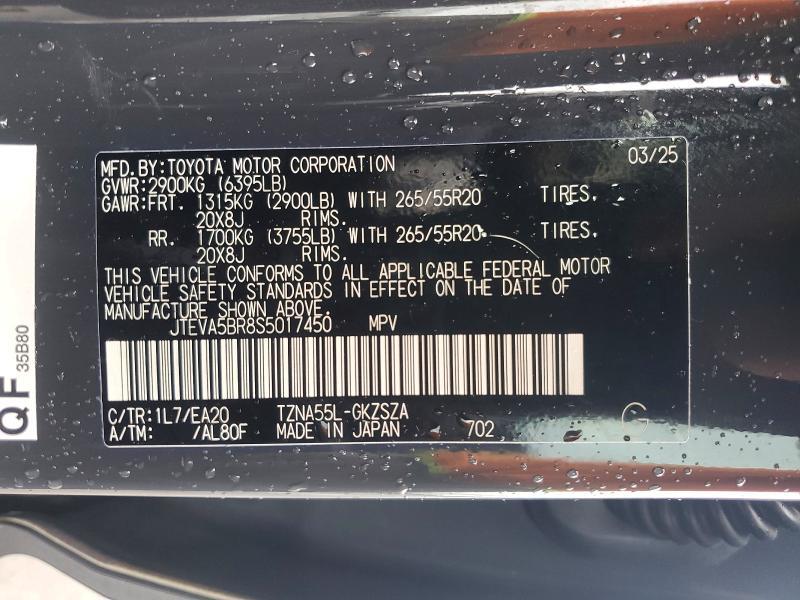 MFD.BY:TOYOTA MOTOR CORPORATION 03/25
GVWR:2900KG (6395LB)
GAWR:FRT. 1315KG (2900LB) WITH 265/55R20 TIRES.
20X8J RIMS.
RR. 1700KG (3755LB) WITH 265/55R20 TIRES.
20X8J RIMS.
THIS VEHICLE CONFORMS TO ALL APPLICABLE FEDERAL MOTOR
VEHICLE SAFETY STANDARDS IN EFFECT ON THE DATE OF
MANUFACTURE SHOWN ABOVE.
JTEVA5BR8S5017450 MPV
C/TR:1L7/EA20 TZNA55L-GKZSZA
A/TM: /AL80F MADE IN JAPAN 702 G
QF
35B80